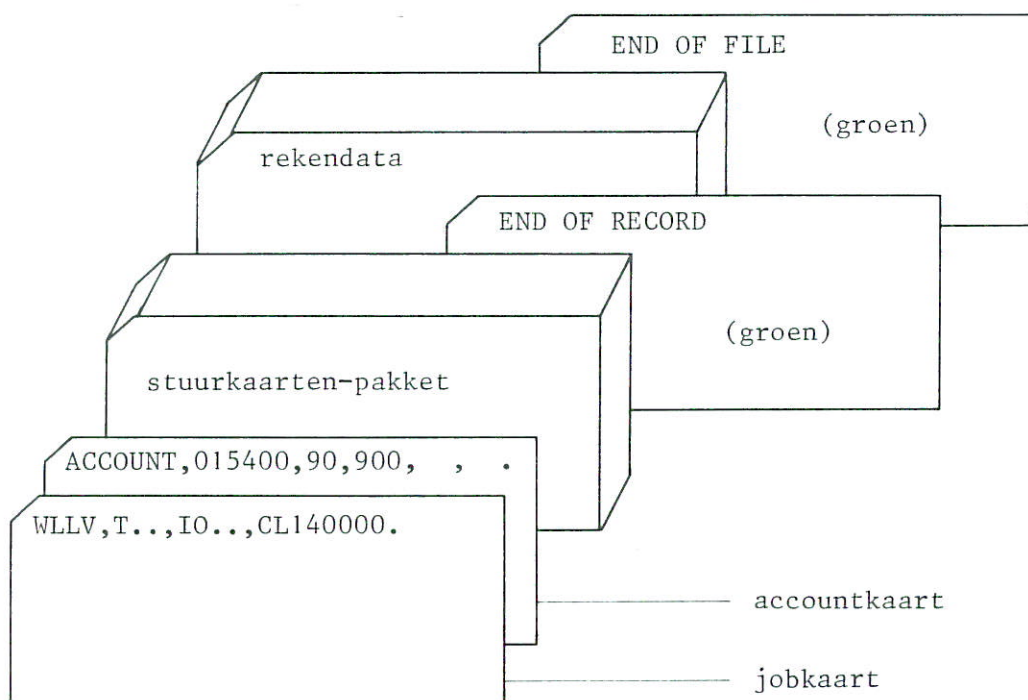 END OF FILE
(groen)
rekendata
END OF RECORD
(groen)
stuurkaarten-pakket
ACCOUNT,015400,90,900, , .
WLLV,T..,IO..,CL140000.
accountkaart
jobkaart